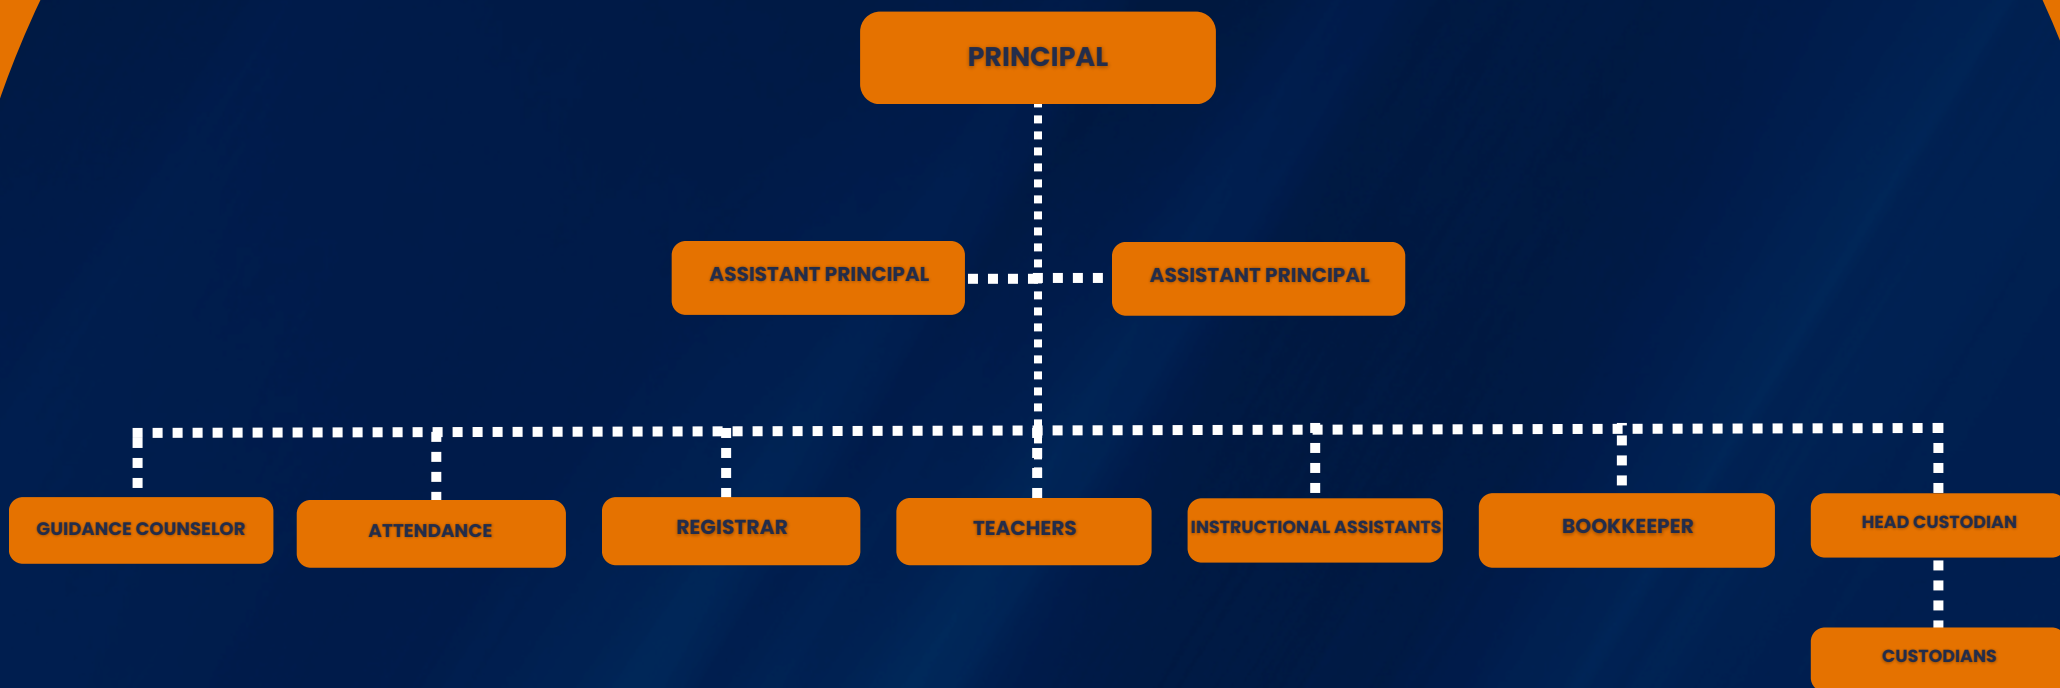 PRINCIPAL
ASSISTANT PRINCIPAL
ASSISTANT PRINCIPAL
GUIDANCE COUNSELOR
ATTENDANCE
REGISTRAR
TEACHERS
INSTRUCTIONAL ASSISTANTS
BOOKKEEPER
HEAD CUSTODIAN
CUSTODIANS